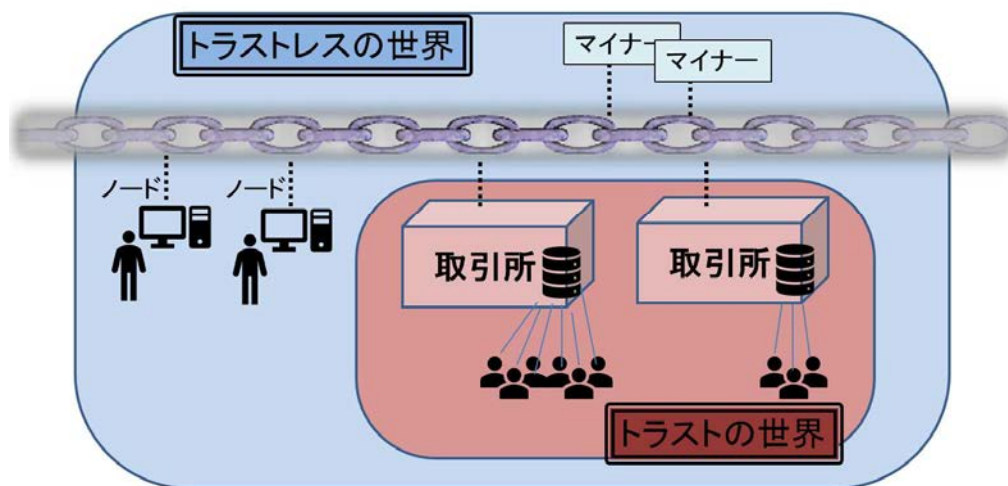 トラストレスの世界
マイナー
マイナー
ノード
ノード
取引所
取引所
トラストの世界